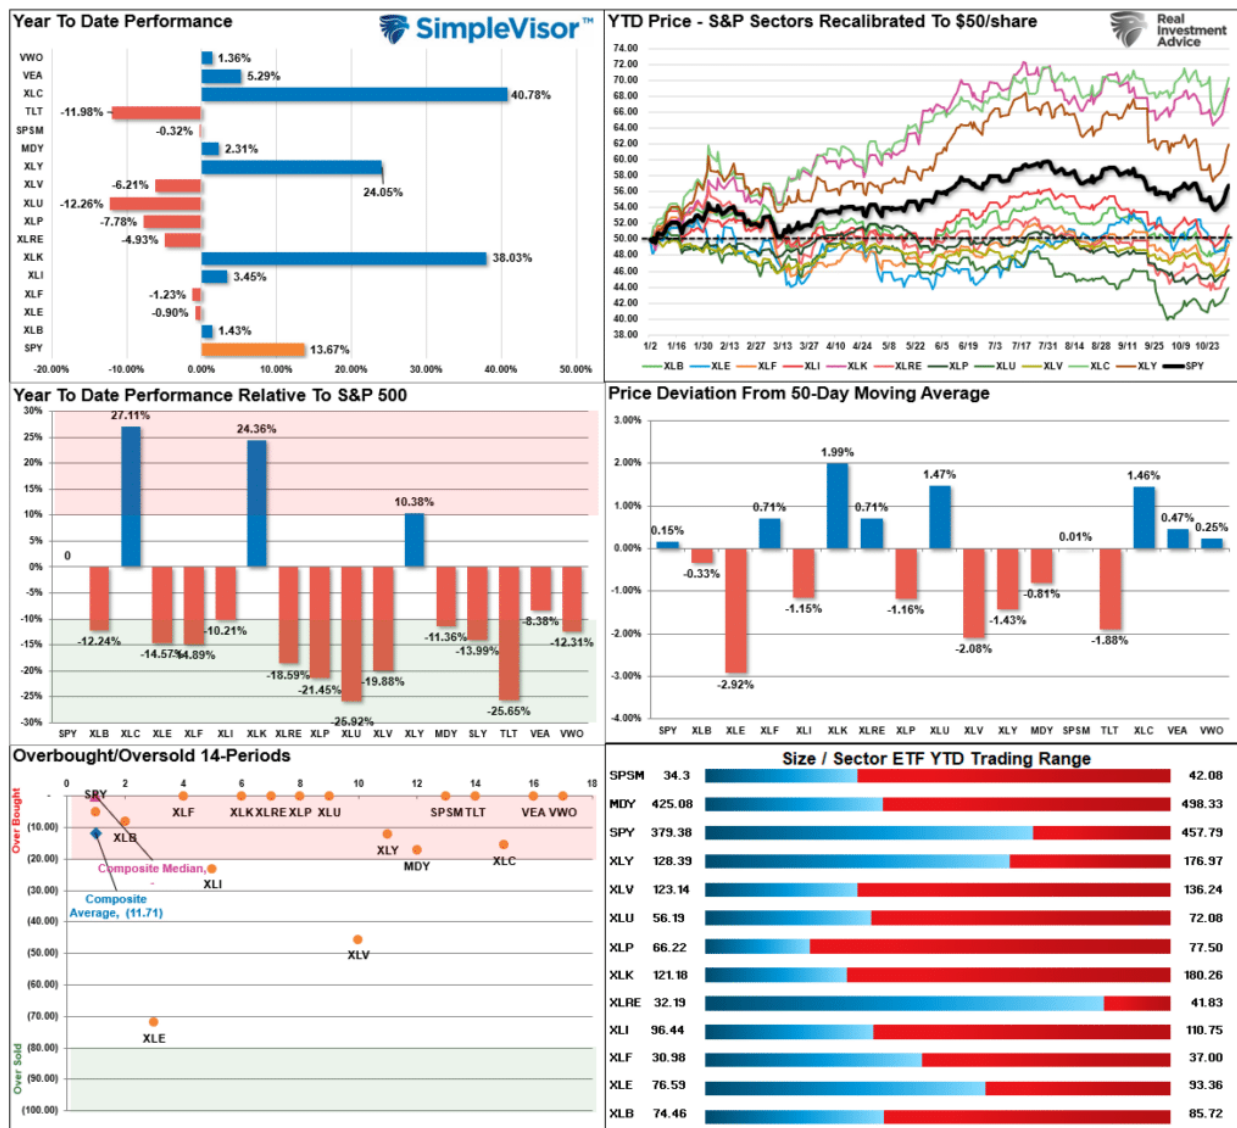 Year To Date Performance
SimpleVisor™
VWO 1.36%
VEA 5.29%
XLC 40.78%
TLT -11.98%
SPSM -0.32%
MDY 2.31%
XLY 24.05%
XLV -6.21%
XLU -12.26%
XLP -7.78%
XLRE -4.93%
XLK 38.03%
XLI 3.45%
XLF -1.23%
XLE -0.90%
XLB 1.43%
SPY 13.67%
-20.00% -10.00% 0.00% 10.00% 20.00% 30.00% 40.00% 50.00%
YTD Price - S&P Sectors Recalibrated To $50/share
Real
Investment
Advice
74.00
72.00
70.00
68.00
66.00
64.00
62.00
60.00
58.00
56.00
54.00
52.00
50.00
48.00
46.00
44.00
42.00
40.00
38.00
1/2 1/16 1/30 2/13 2/27 3/13 3/27 4/10 4/24 5/8 5/22 6/5 6/19 7/3 7/17 7/31 8/14 8/28 9/11 9/25 10/9 10/23
XLB XLE XLF XLI XLK XLRE XLP XLU XLV XLC XLY SPY
Year To Date Performance Relative To S&P 500
30%
25%
20%
15%
10%
5%
0%
-5%
-10%
-15%
-20%
-25%
-30%
0 -12.24% 27.11% -14.57% -14.89% -10.21% 24.36% -18.59% -21.45% -25.92% -19.88% 10.38% -11.36% -13.99% -25.65% -8.38% -12.31%
SPY XLB XLC XLE XLF XLI XLK XLRE XLP XLU XLV XLY MDY SLY TLT VEA VWO
Price Deviation From 50-Day Moving Average
3.00%
2.00%
1.00%
0.00%
-1.00%
-2.00%
-3.00%
-4.00%
0.15% -0.33% -2.92% 0.71% -1.15% 1.99% 0.71% -1.16% 1.47% -2.08% -1.43% -0.81% 0.01% -1.88% 1.46% 0.47% 0.25%
SPY XLB XLE XLF XLI XLK XLRE XLP XLU XLV XLY MDY SPSM TLT XLC VEA VWO
Overbought/Oversold 14-Periods
0 2 4 6 8 10 12 14 16 18
-
(10.00)
(20.00)
(30.00)
(40.00)
(50.00)
(60.00)
(70.00)
(80.00)
(90.00)
(100.00)
Over Bought
Over Sold
SPY
XLF XLK XLRE XLP XLU SPSM TLT VEA VWO
XLB
XLY
MDY
XLC
Composite Median,
-
XLI
Composite
Average, (11.71)
XLV
XLE
Size / Sector ETF YTD Trading Range
SPSM 34.3 42.08
MDY 425.08 498.33
SPY 379.38 457.79
XLY 128.39 176.97
XLV 123.14 136.24
XLU 56.19 72.08
XLP 66.22 77.50
XLK 121.18 180.26
XLRE 32.19 41.83
XLI 96.44 110.75
XLF 30.98 37.00
XLE 76.59 93.36
XLB 74.46 85.72